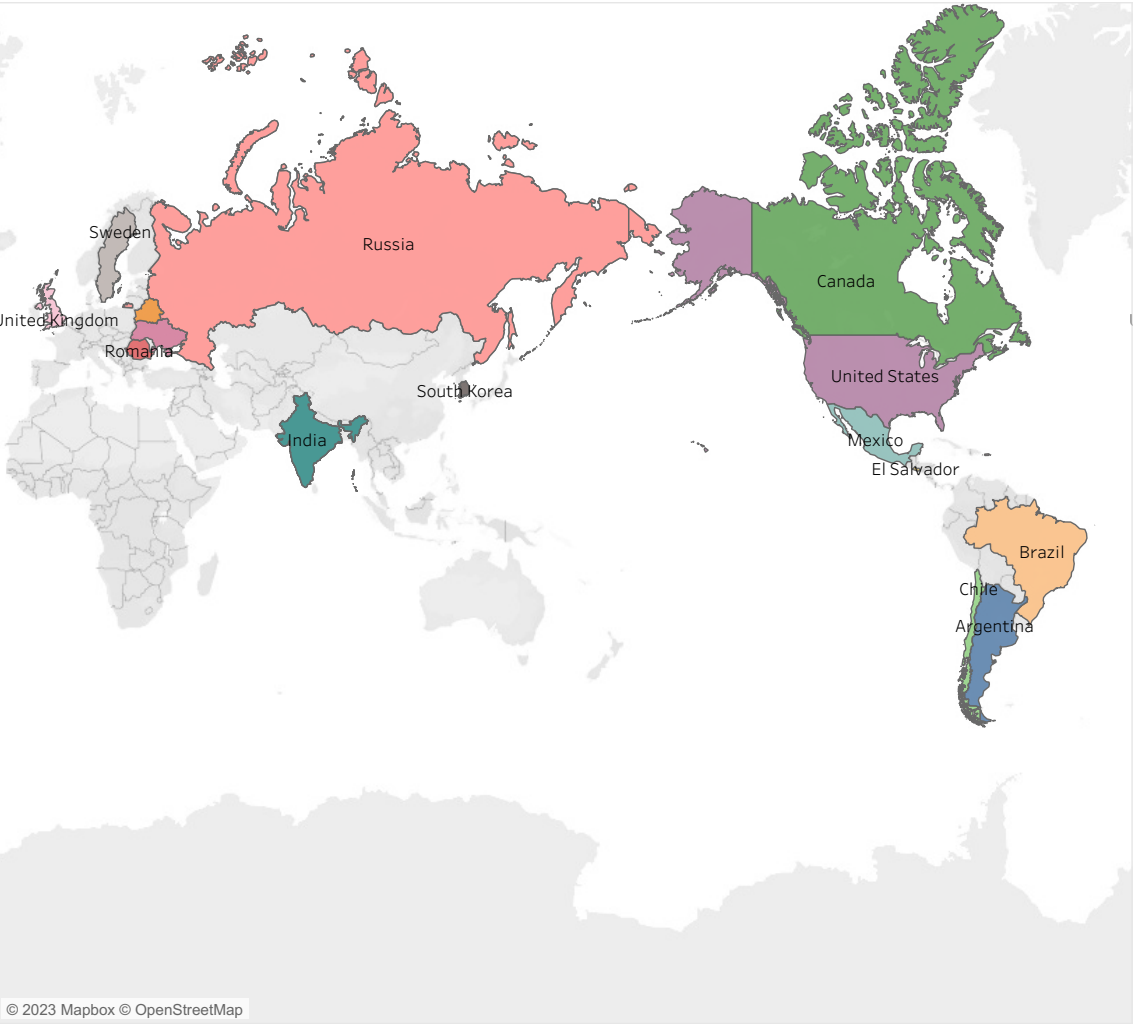 Sweden
Russia
Canada
United Kingdom
Romania
United States
South Korea
India
Mexico
El Salvador
Brazil
Chile
Argentina
© 2023 Mapbox © OpenStreetMap